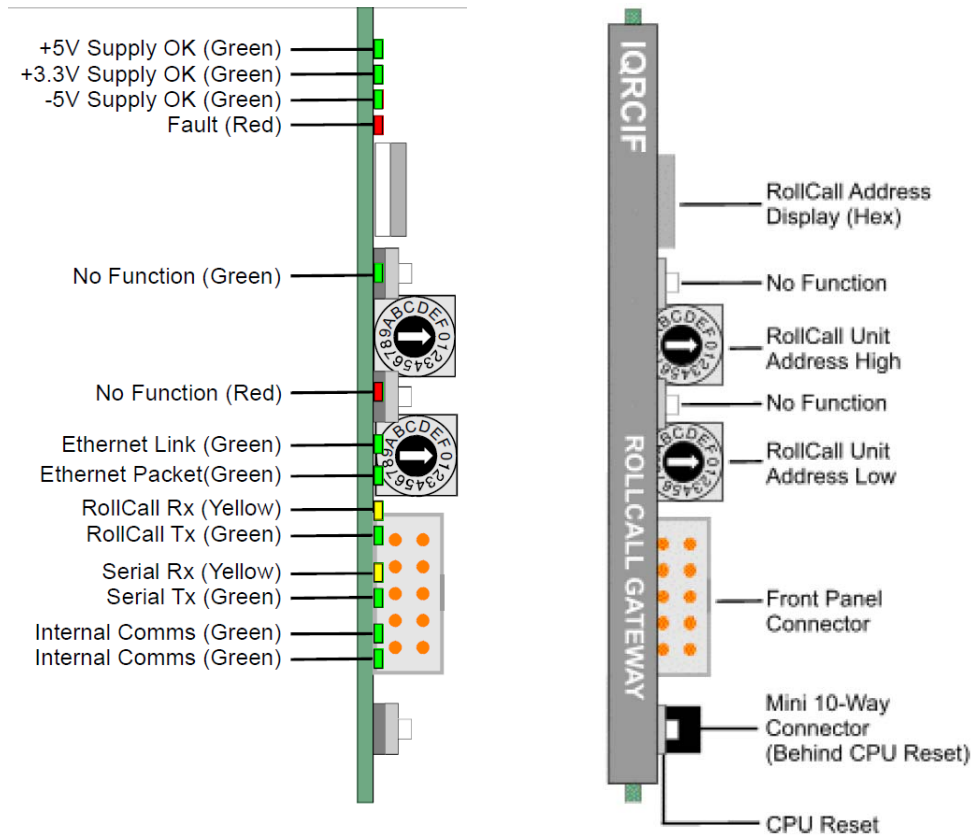 +5V Supply OK (Green)
+3.3V Supply OK (Green)
-5V Supply OK (Green)
Fault (Red)
No Function (Green)
9ABCDEF012345678
No Function (Red)
9ABCDEF012345678
Ethernet Link (Green)
Ethernet Packet(Green)
RollCall Rx (Yellow)
RollCall Tx (Green)
Serial Rx (Yellow)
Serial Tx (Green)
Internal Comms (Green)
Internal Comms (Green)
IQRCIF
ROLLCALL GATEWAY
RollCall Address
Display (Hex)
No Function
ABCDEF01234567
RollCall Unit
Address High
No Function
ABCDEF01234567
RollCall Unit
Address Low
Front Panel
Connector
Mini 10-Way
Connector
(Behind CPU Reset)
CPU Reset